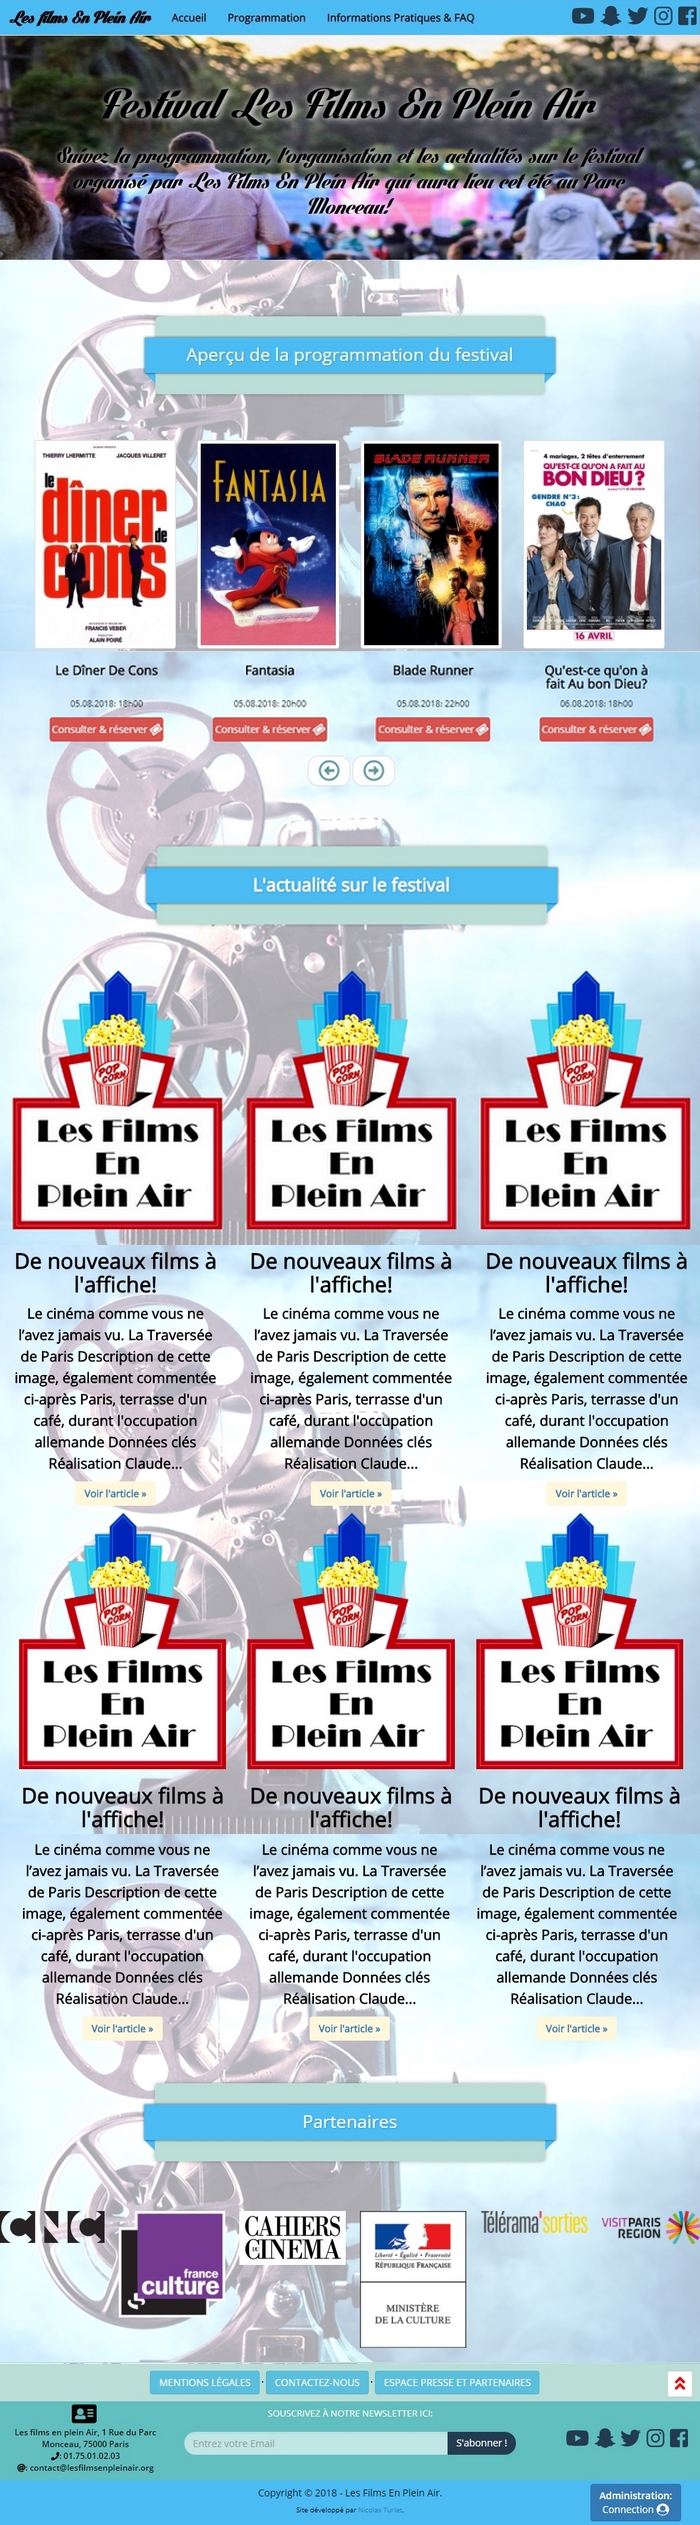 Les films En Plein Air Accueil Programmation Informations Pratiques & FAQ
Festival Les Films En Plein Air
Suivez la programmation, l'organisation et les actualités sur le festival
organisé par Les Films En Plein Air qui aura lieu cet été au Parc
Monceau!
Aperçu de la programmation du festival
THIERRY LHERMITTE JACQUES VILLERET
le
dîner
de
cons
FRANCIS VEBER
ALAIN POIRÉ
FANTASIA
BLADE RUNNER
4 mariages, 2 têtes d'enterrement
QU'EST-CE QU'ON A FAIT AU
BON DIEU?
GENDRE N°3:
CHAO
16 AVRIL
Le Dîner De Cons
05.08.2018: 18h00
Consulter & réserver
Fantasia
05.08.2018: 20h00
Consulter & réserver
Blade Runner
05.08.2018: 22h00
Consulter & réserver
Qu'est-ce qu'on à
fait Au bon Dieu?
06.08.2018: 18h00
Consulter & réserver
L'actualité sur le festival
POP
CORN
Les Films
En
Plein Air
De nouveaux films à
l'affiche!
Le cinéma comme vous ne
l’avez jamais vu. La Traversée
de Paris Description de cette
image, également commentée
ci-après Paris, terrasse d'un
café, durant l'occupation
allemande Données clés
Réalisation Claude...
Voir l'article »
POP
CORN
Les Films
En
Plein Air
De nouveaux films à
l'affiche!
Le cinéma comme vous ne
l’avez jamais vu. La Traversée
de Paris Description de cette
image, également commentée
ci-après Paris, terrasse d'un
café, durant l'occupation
allemande Données clés
Réalisation Claude...
Voir l'article »
POP
CORN
Les Films
En
Plein Air
De nouveaux films à
l'affiche!
Le cinéma comme vous ne
l’avez jamais vu. La Traversée
de Paris Description de cette
image, également commentée
ci-après Paris, terrasse d'un
café, durant l'occupation
allemande Données clés
Réalisation Claude...
Voir l'article »
POP
CORN
Les Films
En
Plein Air
De nouveaux films à
l'affiche!
Le cinéma comme vous ne
l’avez jamais vu. La Traversée
de Paris Description de cette
image, également commentée
ci-après Paris, terrasse d'un
café, durant l'occupation
allemande Données clés
Réalisation Claude...
Voir l'article »
POP
CORN
Les Films
En
Plein Air
De nouveaux films à
l'affiche!
Le cinéma comme vous ne
l’avez jamais vu. La Traversée
de Paris Description de cette
image, également commentée
ci-après Paris, terrasse d'un
café, durant l'occupation
allemande Données clés
Réalisation Claude...
Voir l'article »
POP
CORN
Les Films
En
Plein Air
De nouveaux films à
l'affiche!
Le cinéma comme vous ne
l’avez jamais vu. La Traversée
de Paris Description de cette
image, également commentée
ci-après Paris, terrasse d'un
café, durant l'occupation
allemande Données clés
Réalisation Claude...
Voir l'article »
Partenaires
CNC
france
culture
CAHIERS
DU
CINEMA
Liberté • Égalité • Fraternité
RÉPUBLIQUE FRANÇAISE
MINISTÈRE
DE LA CULTURE
Télérama'sorties
VISITPARIS
REGION
MENTIONS LÉGALES · CONTACTEZ-NOUS · ESPACE PRESSE ET PARTENAIRES
Les films en plein Air, 1 Rue du Parc
Monceau, 75000 Paris
: 01.75.01.02.03
@: contact@lesfilmsenpleinair.org
SOUSCRIVEZ À NOTRE NEWSLETTER ICI:
Entrez votre Email S'abonner !
Copyright © 2018 - Les Films En Plein Air.
Site développé par Nicolas Turlet.
Administration:
Connection